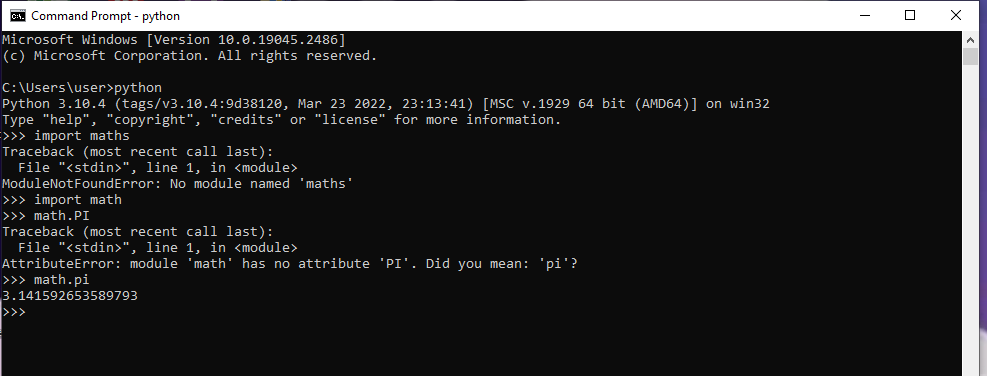 Command Prompt - python
Microsoft Windows [Version 10.0.19045.2486]
(c) Microsoft Corporation. All rights reserved.
C:\Users\user>python
Python 3.10.4 (tags/v3.10.4:9d38120, Mar 23 2022, 23:13:41) [MSC v.1929 64 bit (AMD64)] on win32
Type "help", "copyright", "credits" or "license" for more information.
>>> import maths
Traceback (most recent call last):
  File "<stdin>", line 1, in <module>
ModuleNotFoundError: No module named 'maths'
>>> import math
>>> math.PI
Traceback (most recent call last):
  File "<stdin>", line 1, in <module>
AttributeError: module 'math' has no attribute 'PI'. Did you mean: 'pi'?
>>> math.pi
3.141592653589793
>>>